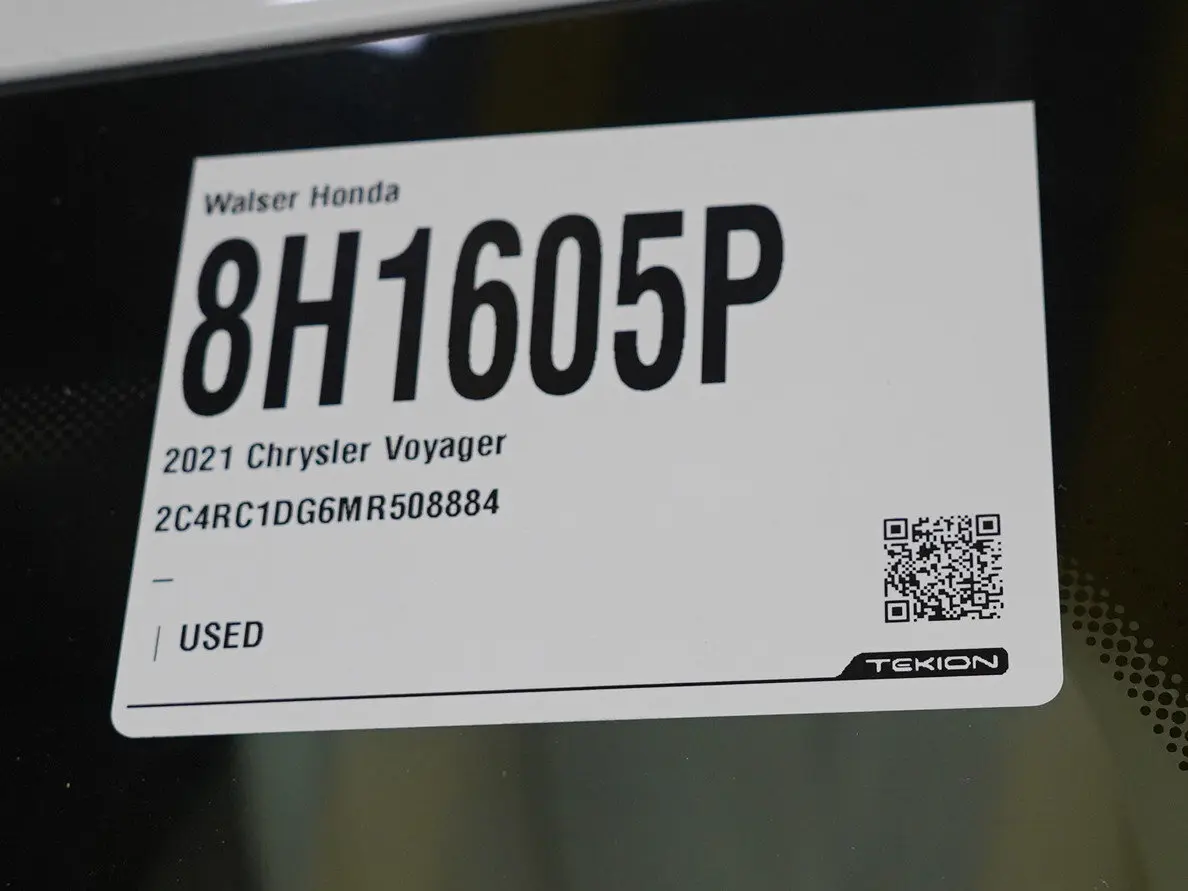 Walser Honda
8H1605P
2021 Chrysler Voyager
2C4RC1DG6MR508884
–
| USED
TEKION